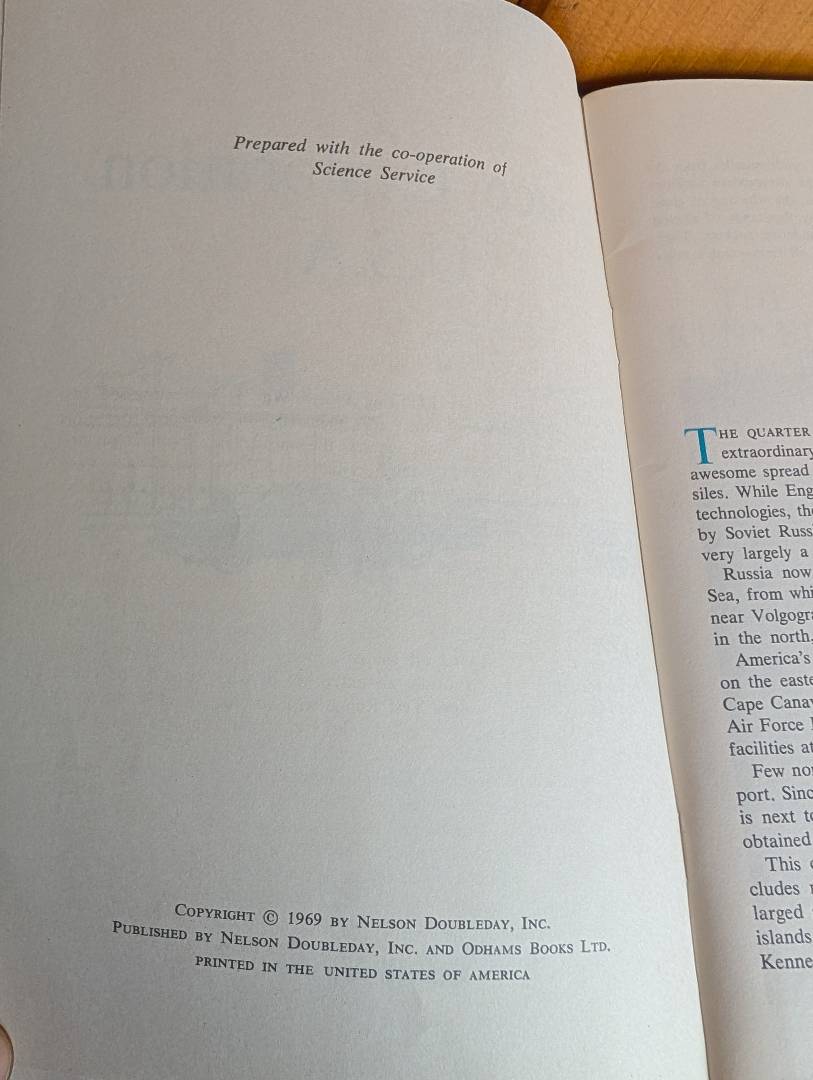 Prepared with the co-operation of
Science Service
COPYRIGHT © 1969 BY NELSON DOUBLEDAY, INC.
PUBLISHED BY NELSON DOUBLEDAY, INC. AND ODHAMS BOOKS LTD.
PRINTED IN THE UNITED STATES OF AMERICA
THE QUARTER
extraordinary
awesome spread
siles. While Eng
technologies, th
by Soviet Russ
very largely a
Russia now
Sea, from whi
near Volgogr
in the north,
America's
on the east
Cape Cana
Air Force
facilities at
Few no
port. Sinc
is next t
obtained
This
cludes
larged
islands
Kenne